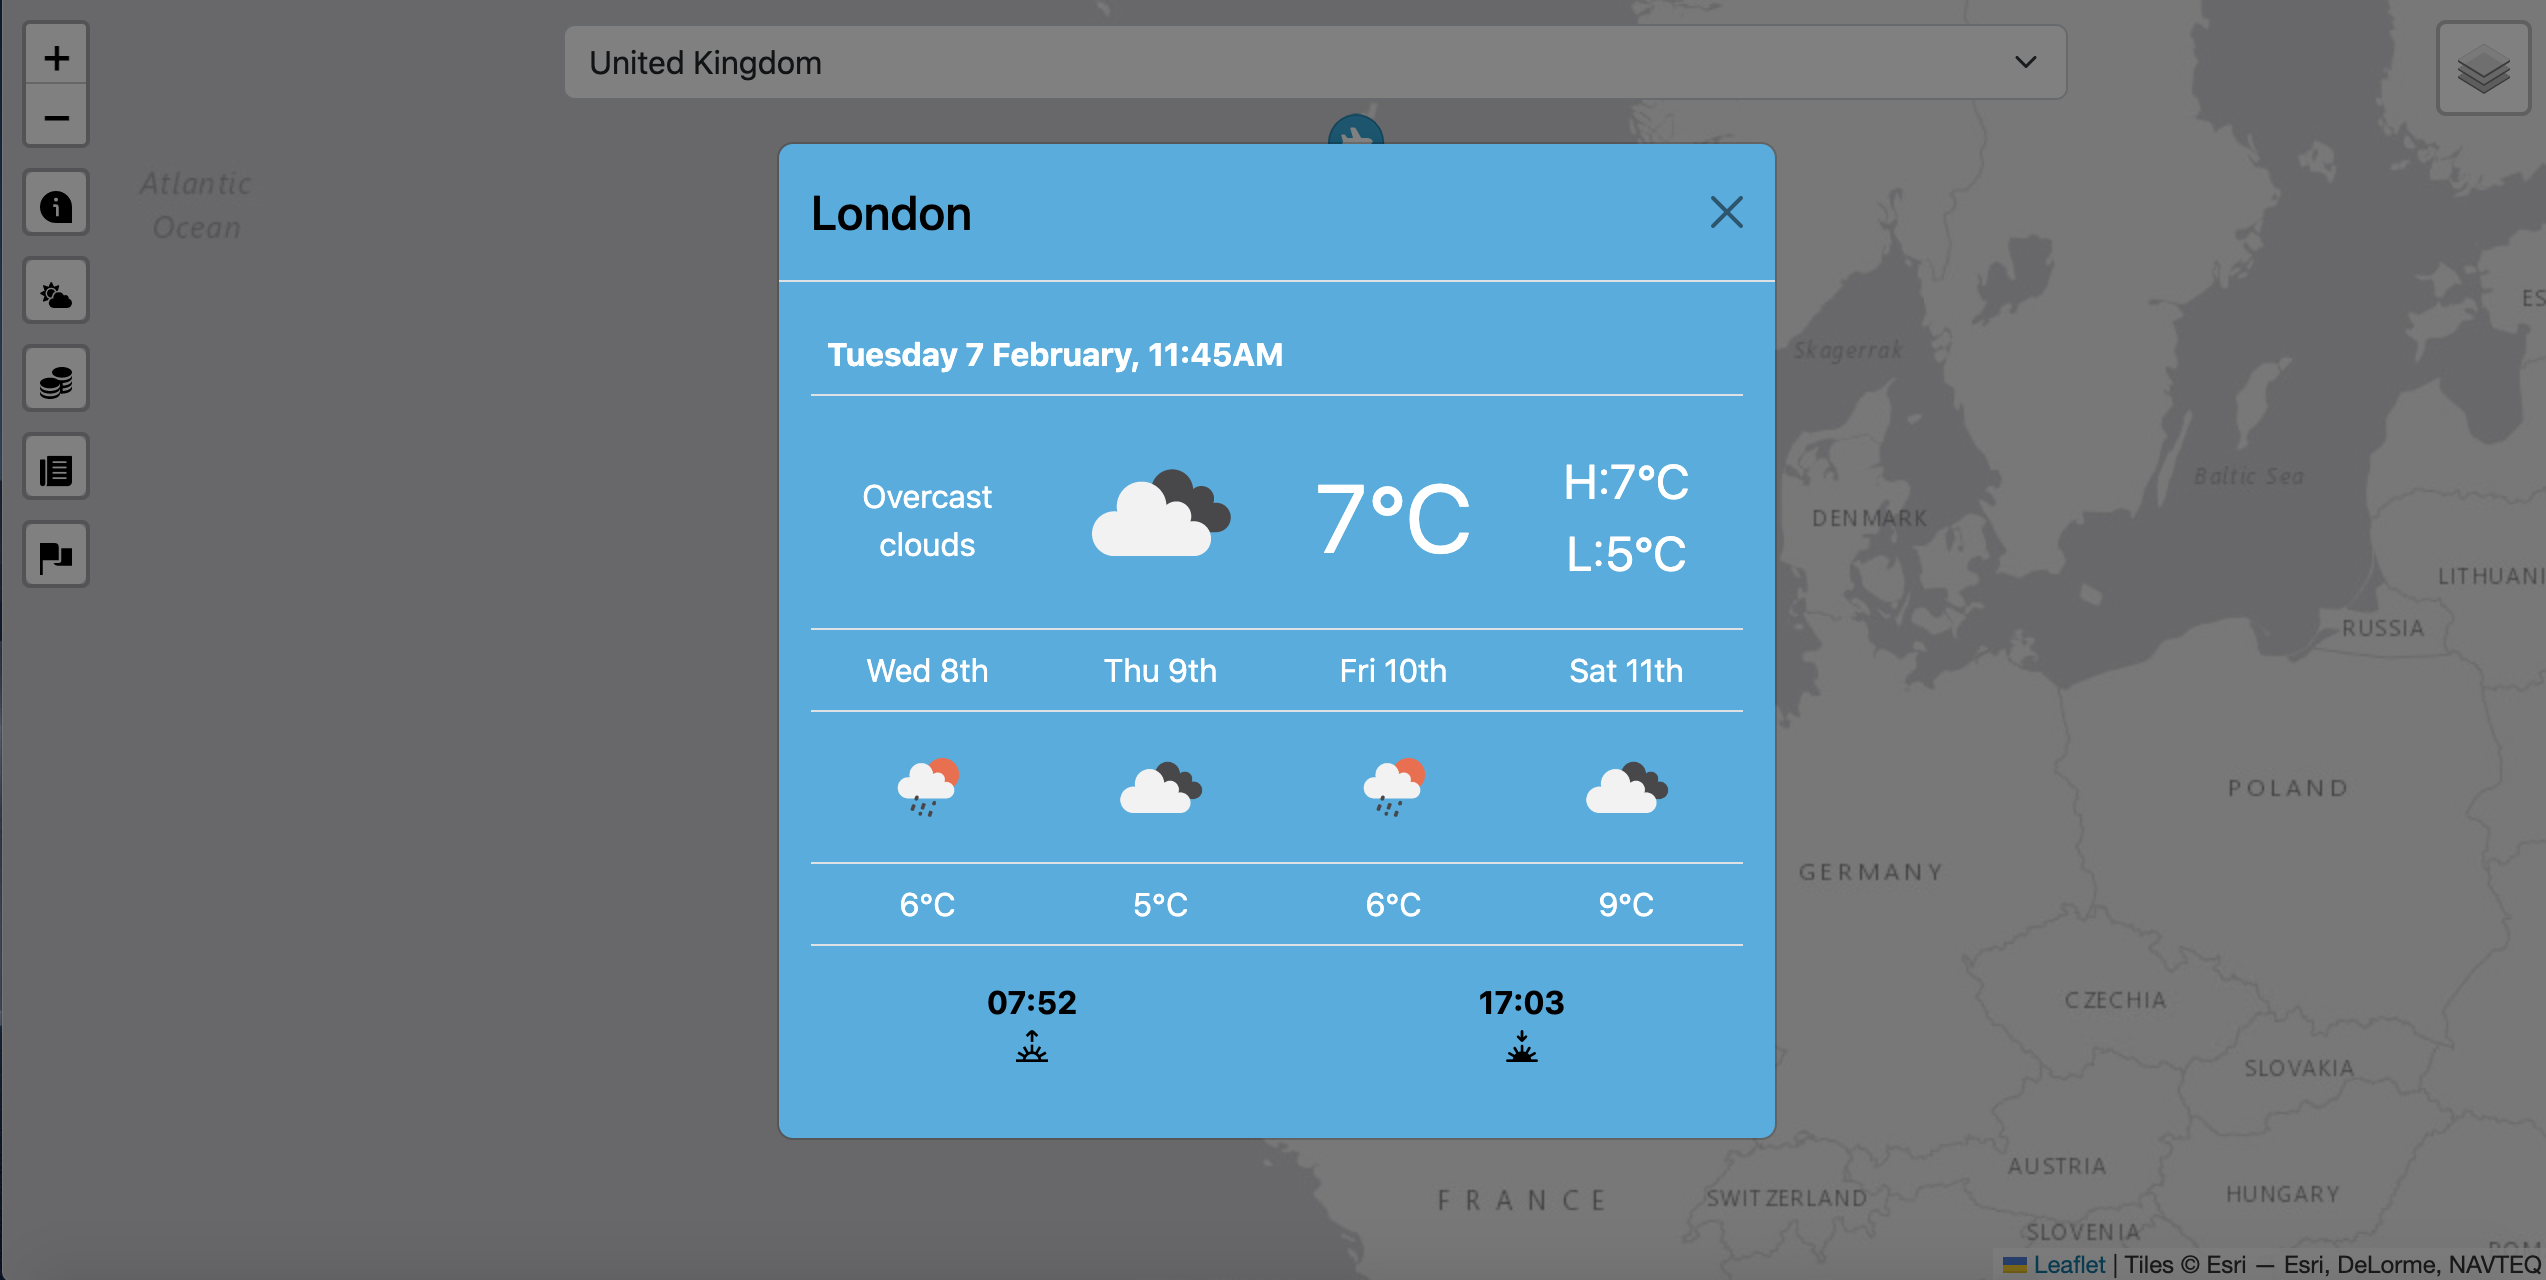 +
United Kingdom
−
Atlantic
Ocean
London
Tuesday 7 February, 11:45AM
Skagerrak
Baltic Sea
Overcast
clouds
7°C
H:7°C
L:5°C
DENMARK
LITHUANI
RUSSIA
Wed 8th
Thu 9th
Fri 10th
Sat 11th
POLAND
GERMANY
6°C
5°C
6°C
9°C
CZECHIA
07:52
17:03
SLOVAKIA
AUSTRIA
FRANCE
SWITZERLAND
HUNGARY
SLOVENIA
Leaflet | Tiles © Esri — Esri, DeLorme, NAVTEQ